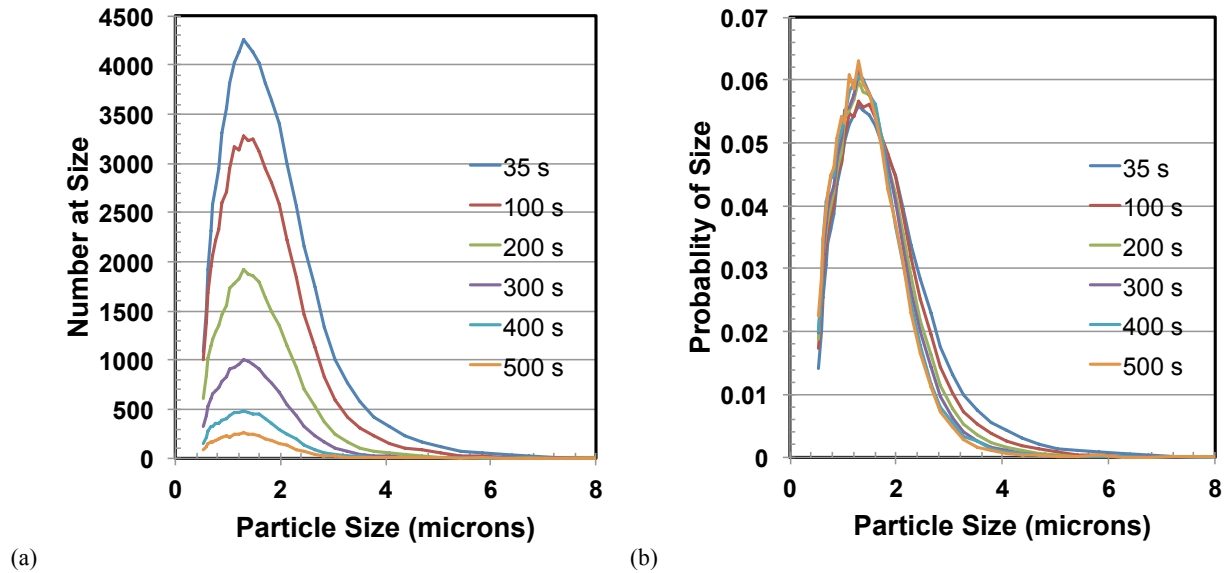 4500
4000
3500
3000
2500
2000
1500
1000
500
0
Number at Size
35 s
100 s
200 s
300 s
400 s
500 s
0 2 4 6 8
Particle Size (microns)
(a)
0.07
0.06
0.05
0.04
0.03
0.02
0.01
0
Probablity of Size
35 s
100 s
200 s
300 s
400 s
500 s
0 2 4 6 8
Particle Size (microns)
(b)